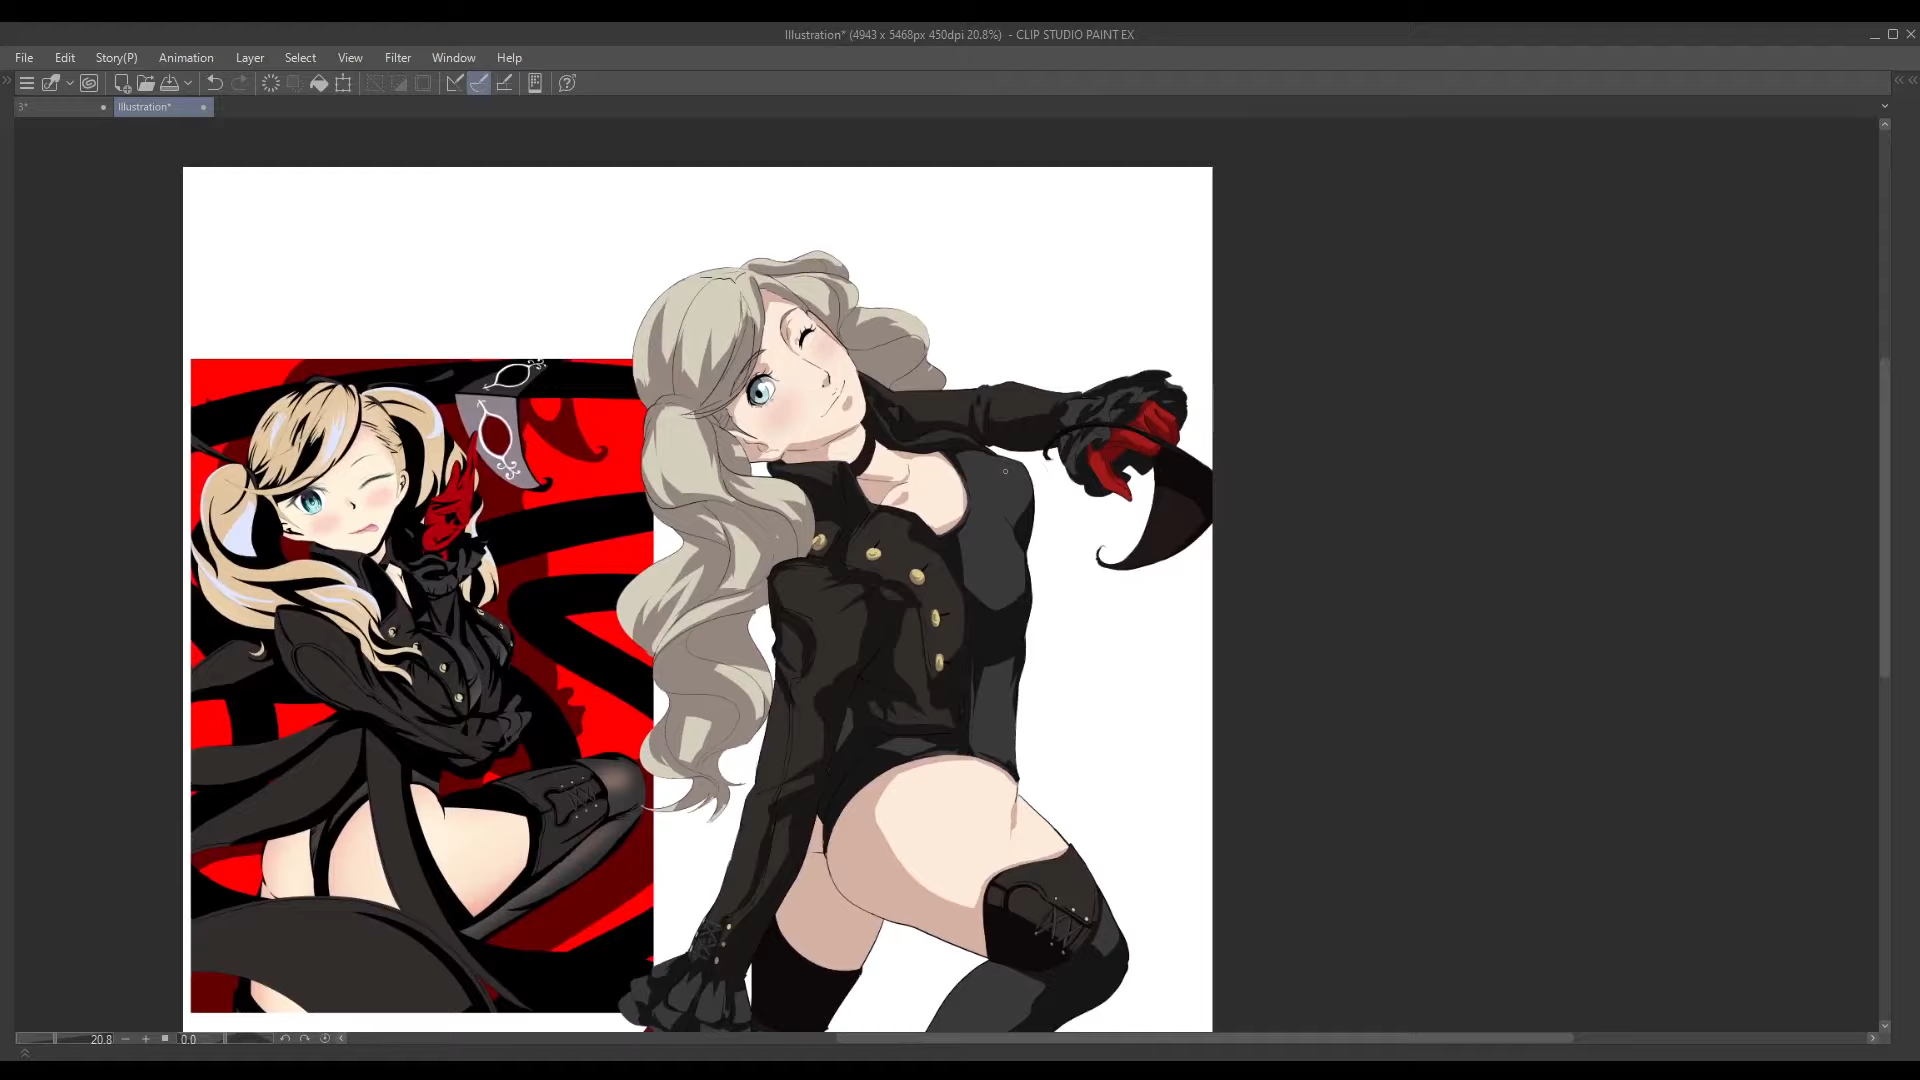 Illustration* (4943 x 5468px 450dpi 20.8%)  - CLIP STUDIO PAINT EX
File Edit Story(P) Animation Layer Select View Filter Window Help
3* Illustration*
20.8 0.0